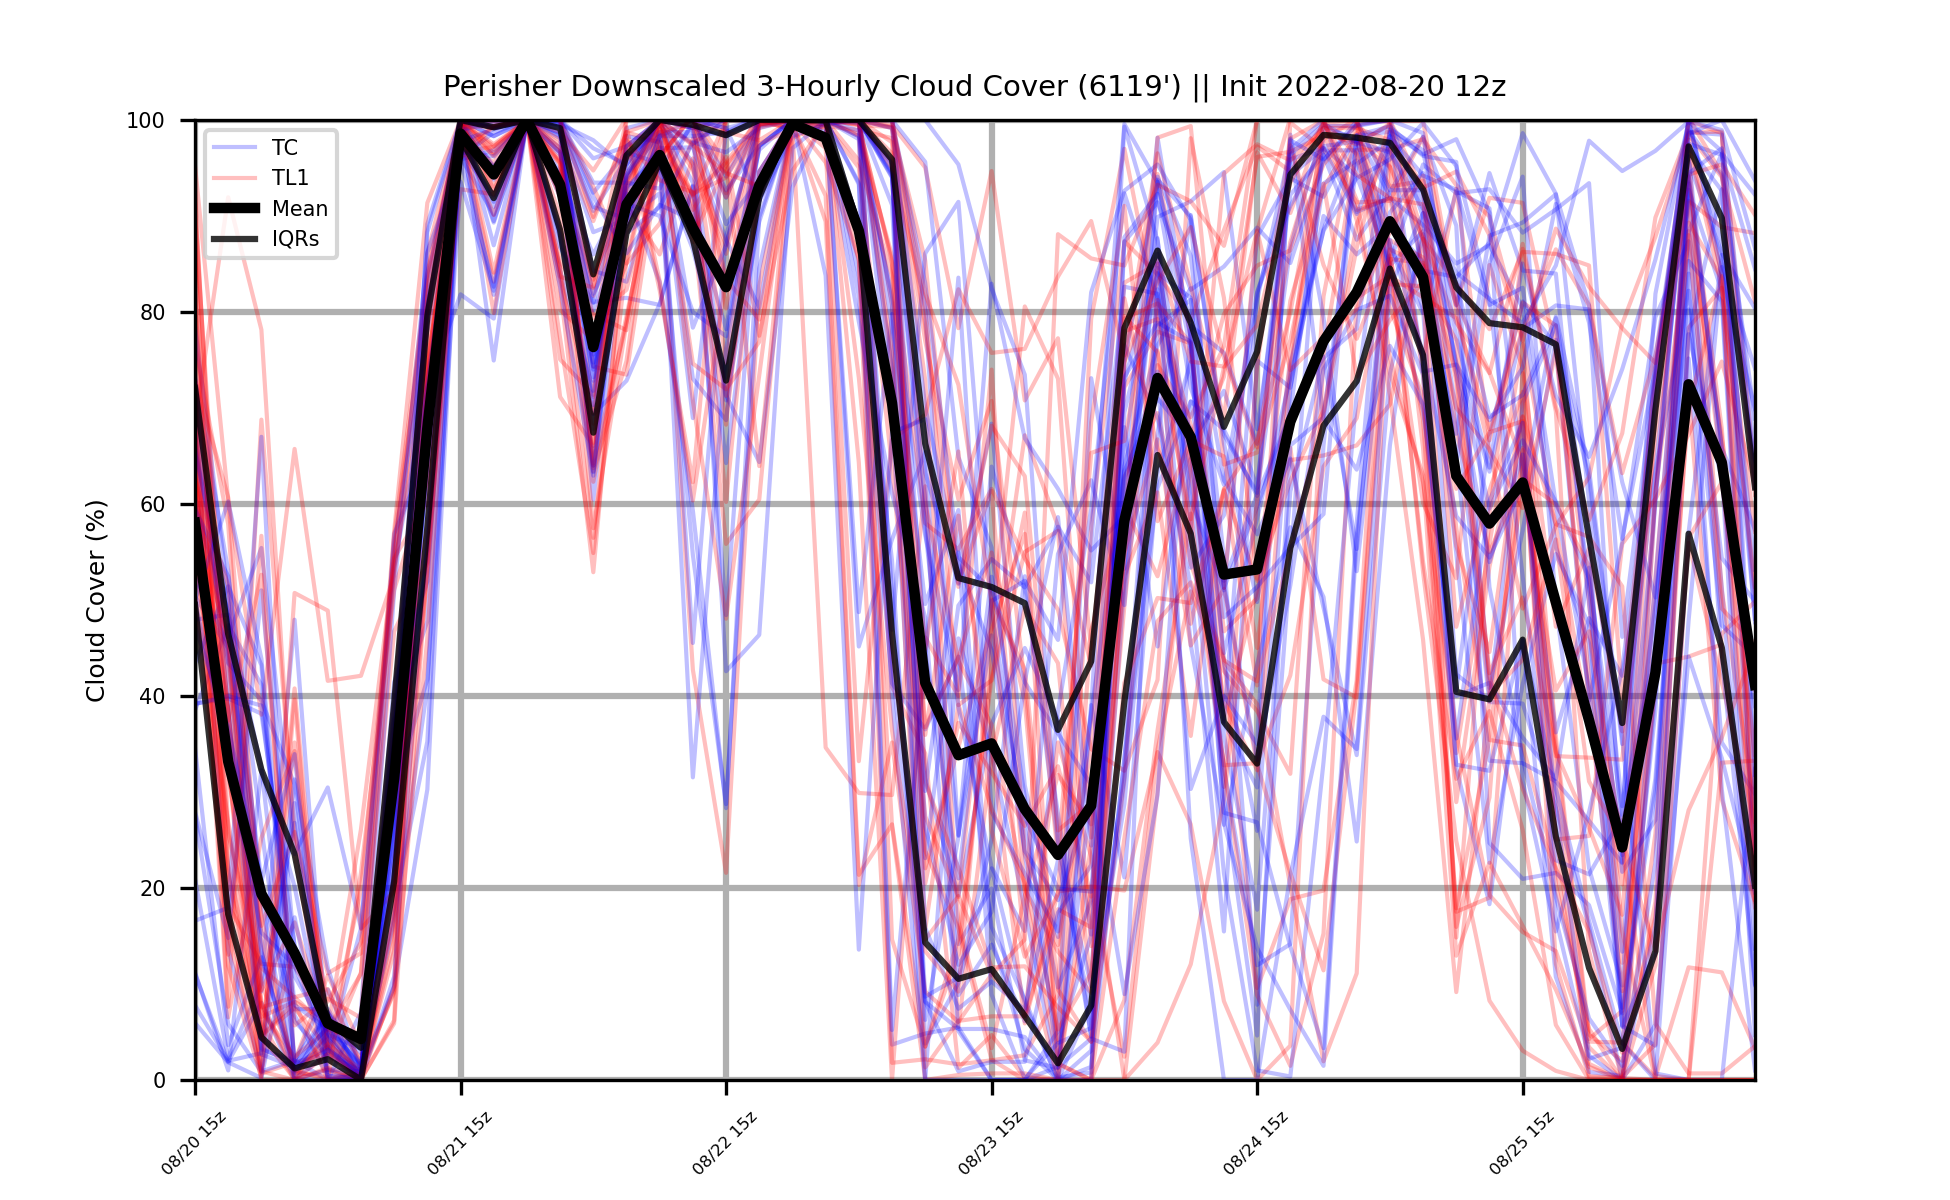 Perisher Downscaled 3-Hourly Cloud Cover (6119') || Init 2022-08-20 12z
TC
TL1
Mean
IQRs
Cloud Cover (%)
100
80
60
40
20
0
08/20 15z
08/21 15z
08/22 15z
08/23 15z
08/24 15z
08/25 15z